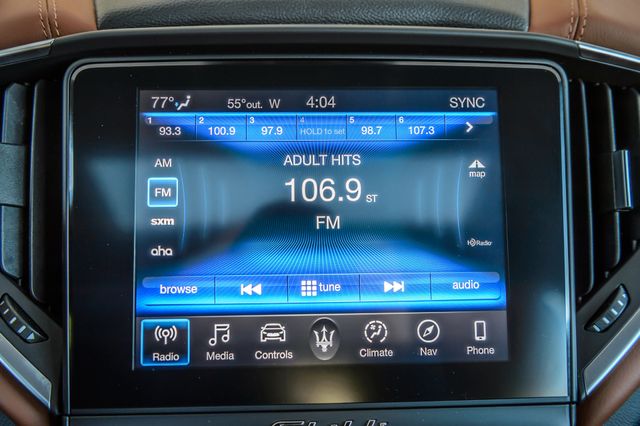 77° 55°out. W 4:04 SYNC
1 2 3 4 5 6
93.3 100.9 97.9 HOLD to set 98.7 107.3
AM ADULT HITS map
FM 106.9 ST
sxm FM
aha HD Radio
browse tune audio
Radio Media Controls Climate Nav Phone